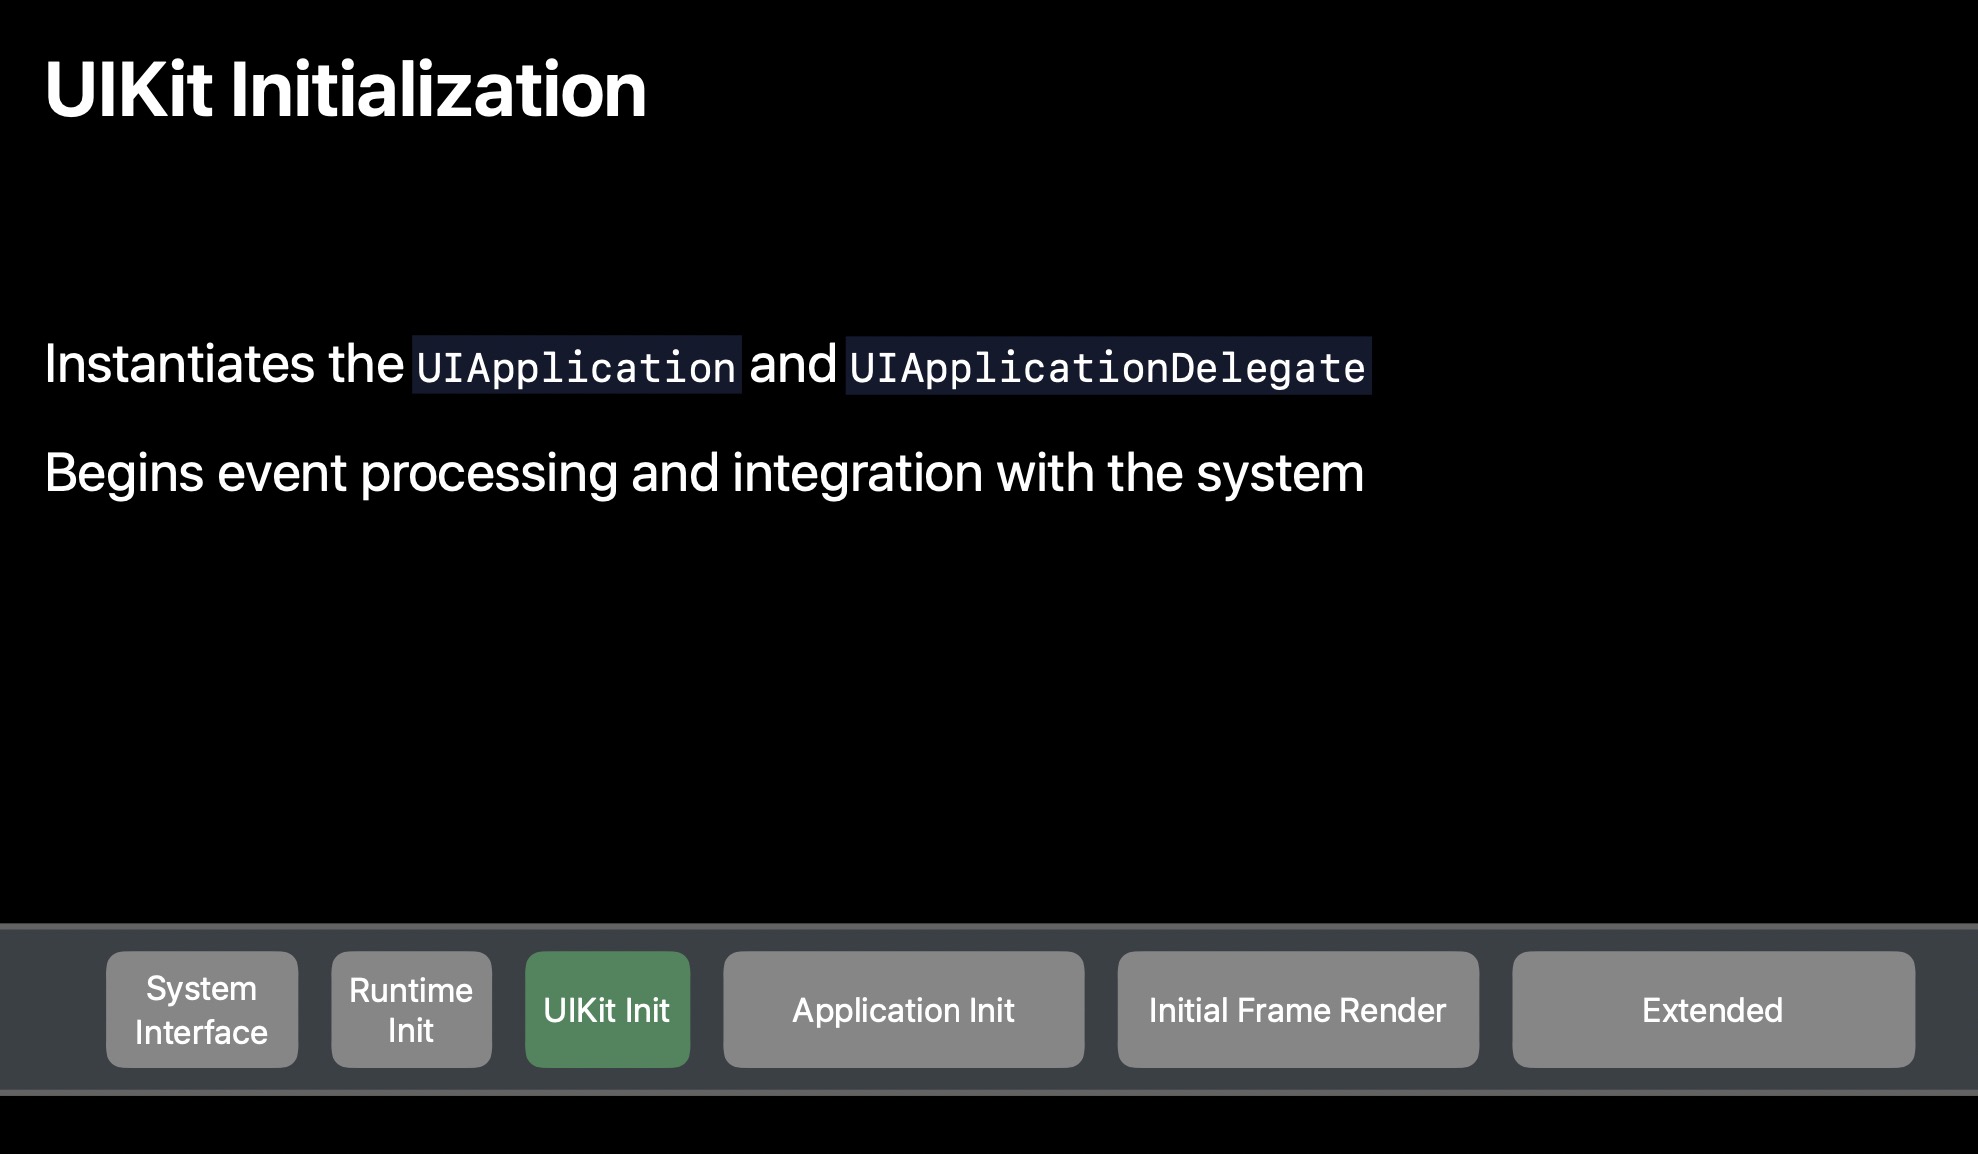 UIKit Initialization
Instantiates the UIApplication and UIApplicationDelegate
Begins event processing and integration with the system
System
Interface
Runtime
Init
UIKit Init
Application Init
Initial Frame Render
Extended